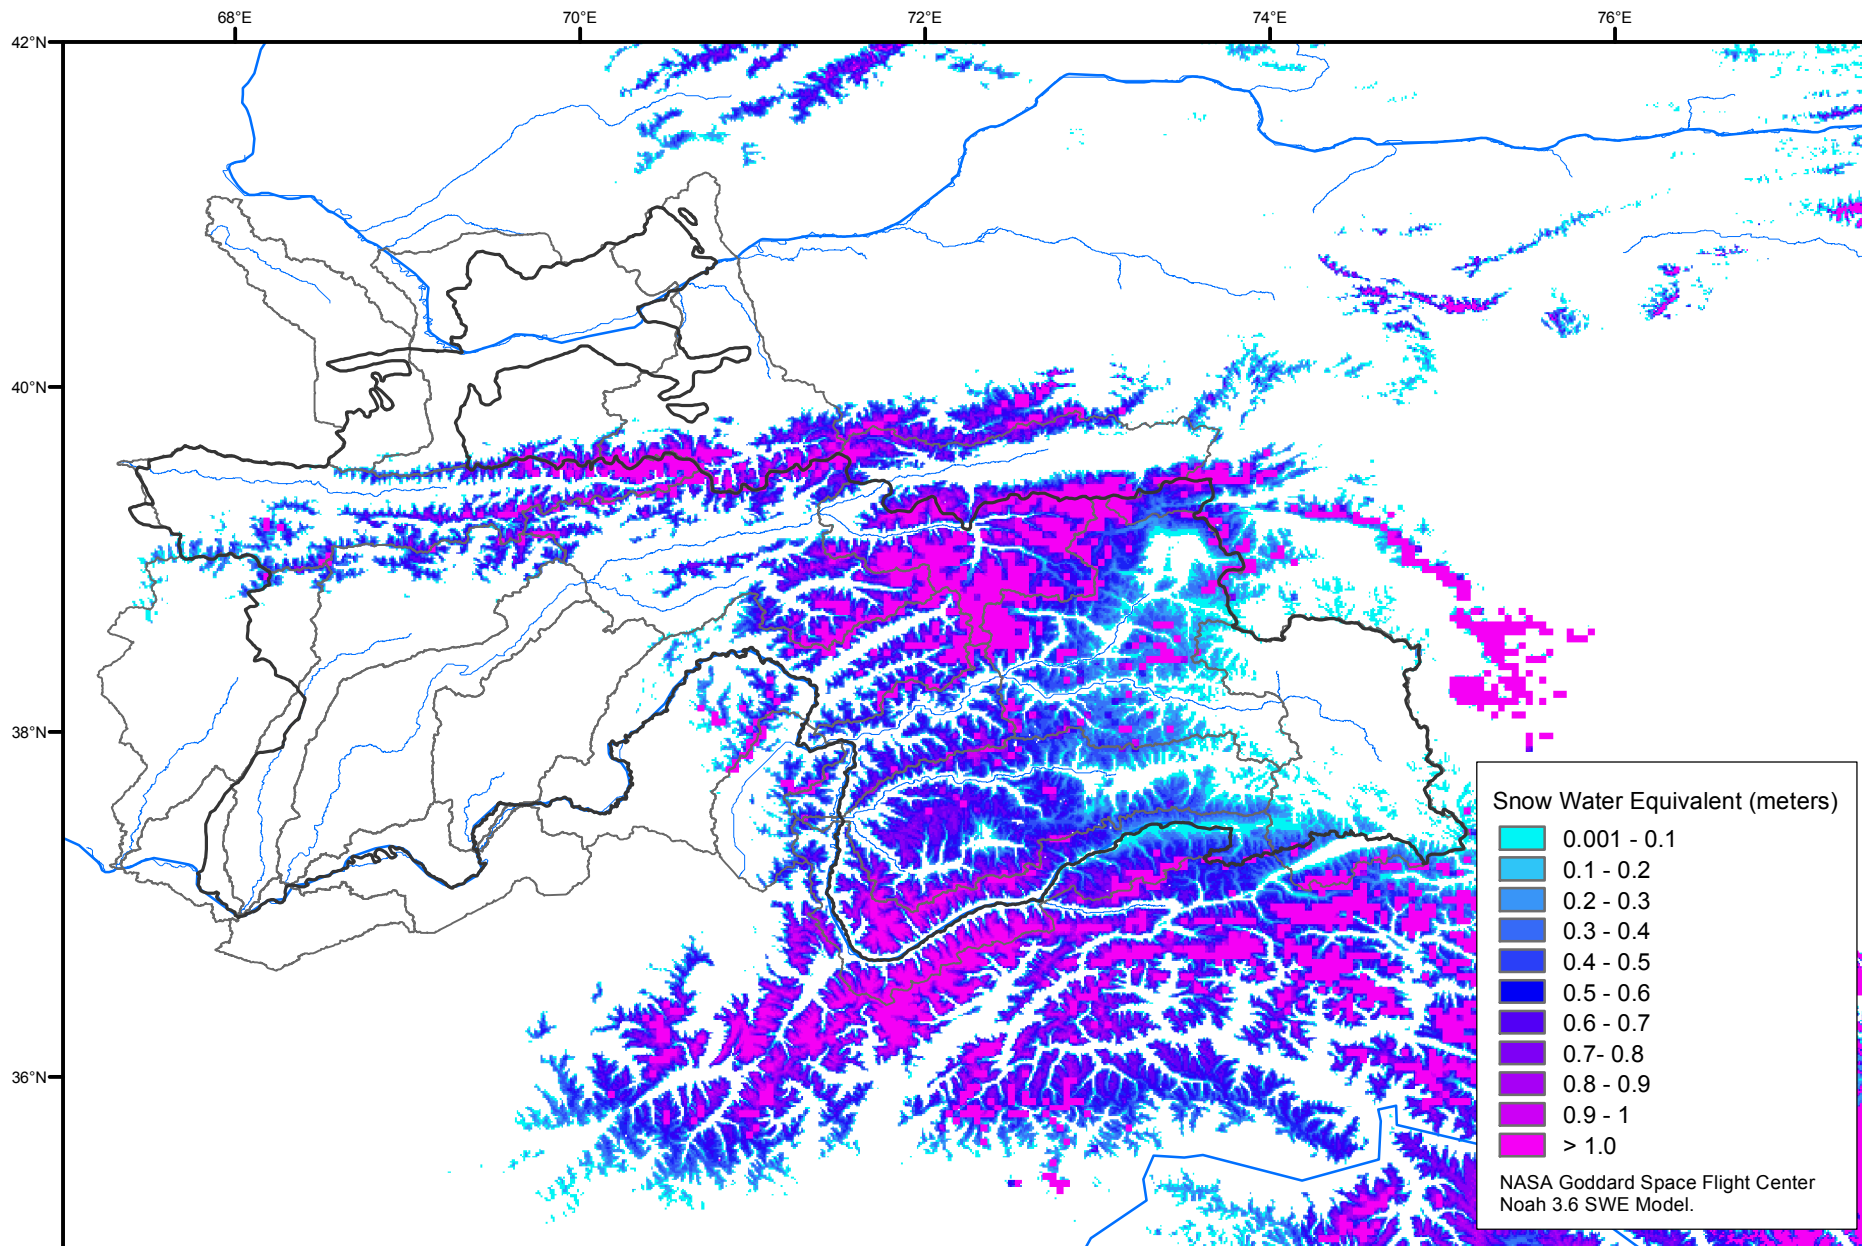 68°E
70°E
72°E
74°E
76°E
42°N
40°N
38°N
36°N
Snow Water Equivalent (meters)
0.001 - 0.1
0.1 - 0.2
0.2 - 0.3
0.3 - 0.4
0.4 - 0.5
0.5 - 0.6
0.6 - 0.7
0.7- 0.8
0.8 - 0.9
0.9 - 1
> 1.0
NASA Goddard Space Flight Center
Noah 3.6 SWE Model.